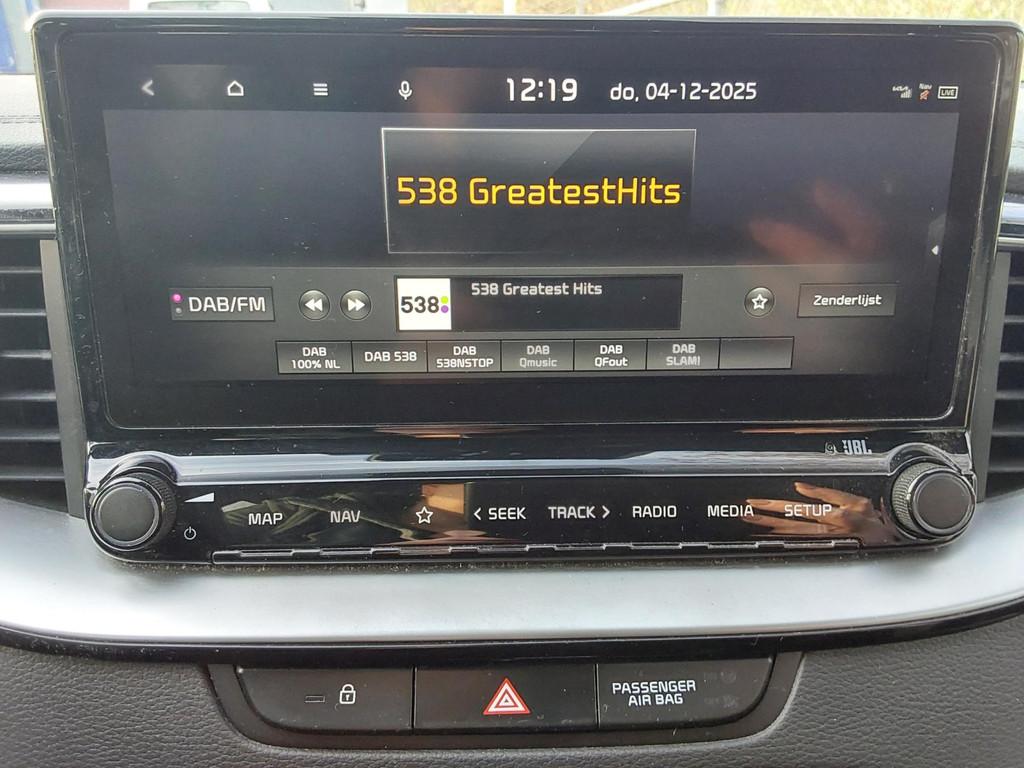 12:19 do, 04-12-2025 LIVE
538 GreatestHits
DAB/FM
538
538 Greatest Hits
Zenderlijst
DAB 100% NL
DAB 538
DAB 538NSTOP
DAB Qmusic
DAB QFout
DAB SLAM!
JBL
MAP NAV < SEEK TRACK > RADIO MEDIA SETUP
PASSENGER
AIR BAG